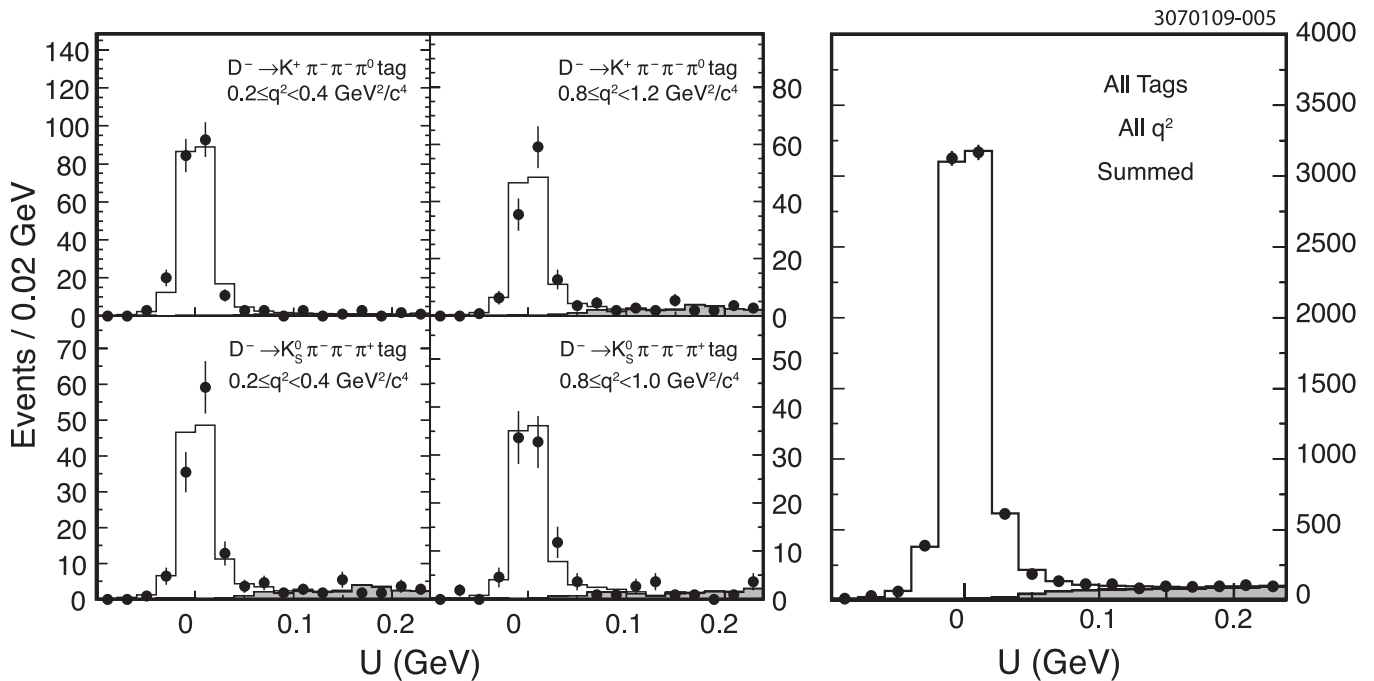 3070109-005
Events / 0.02 GeV
140
120
100
80
60
40
20
0
D⁻ → K⁺ π⁻ π⁻ π⁰ tag
0.2≤q²<0.4 GeV²/c⁴
D⁻ → K⁺ π⁻ π⁻ π⁰ tag
0.8≤q²<1.2 GeV²/c⁴
80
60
40
20
0
70
60
50
40
30
20
10
0
D⁻ → K⁰S π⁻ π⁻ π⁺ tag
0.2≤q²<0.4 GeV²/c⁴
D⁻ → K⁰S π⁻ π⁻ π⁺ tag
0.8≤q²<1.0 GeV²/c⁴
50
40
30
20
10
0
0 0.1 0.2
0 0.1 0.2
U (GeV)
All Tags
All q²
Summed
4000
3500
3000
2500
2000
1500
1000
500
0
0 0.1 0.2
U (GeV)